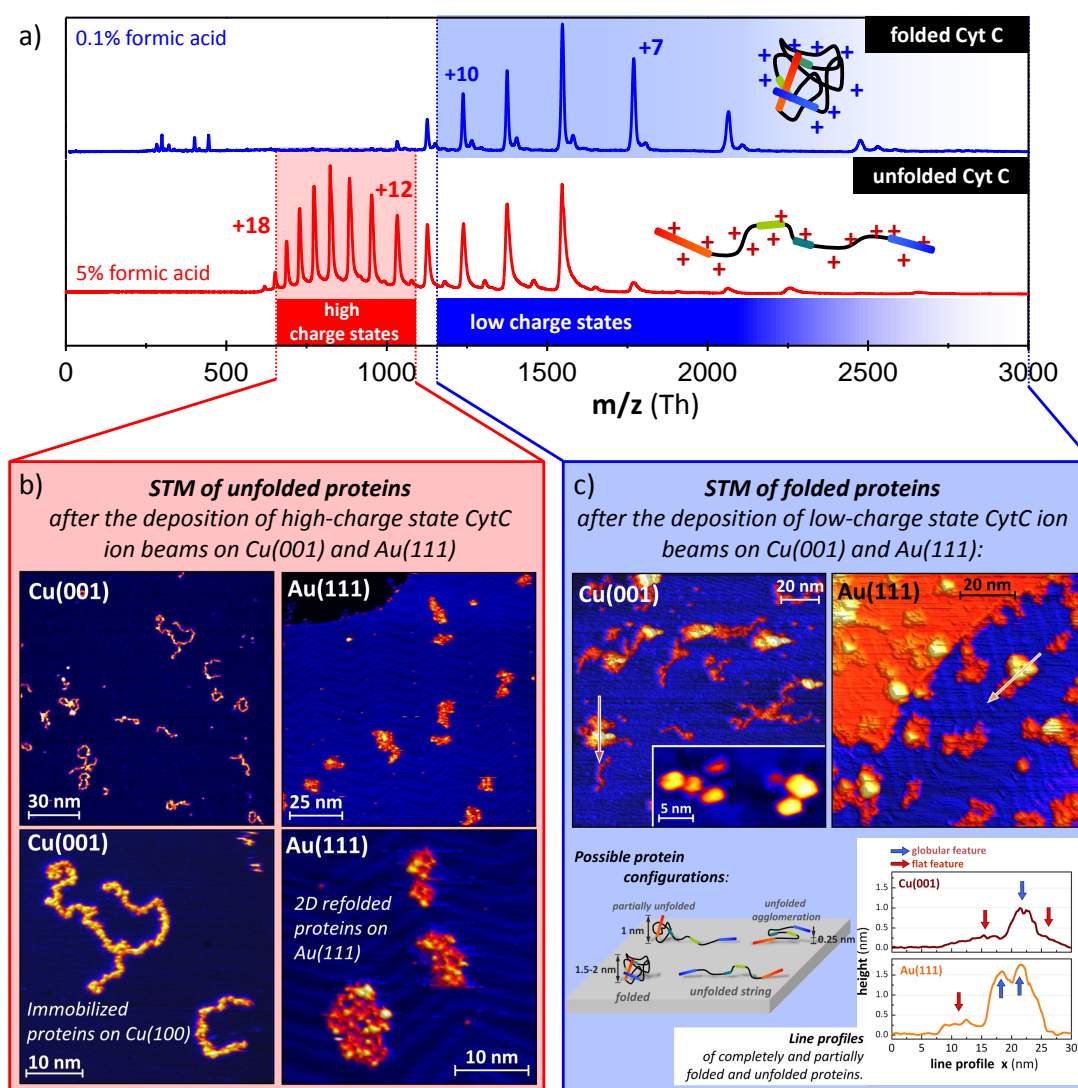 a)
0.1% formic acid
folded Cyt C
+10
+7
+ + + + + + + + + +
unfolded Cyt C
+18
+12
+ + + + + + + + + + + + + + +
5% formic acid
high
charge states
low charge states
0 500 1000 1500 2000 2500 3000
m/z (Th)
b)
STM of unfolded proteins
after the deposition of high-charge state CytC
ion beams on Cu(001) and Au(111)
Cu(001)
30 nm
Au(111)
25 nm
Cu(001)
Immobilized
proteins on Cu(100)
10 nm
Au(111)
2D refolded
proteins on
Au(111)
10 nm
c)
STM of folded proteins
after the deposition of low-charge state CytC ion
beams on Cu(001) and Au(111):
Cu(001)
20 nm
5 nm
Au(111)
20 nm
Possible protein
configurations:
partially unfolded
1 nm
unfolded
agglomeration
0.25 nm
1.5-2 nm
folded
unfolded string
globular feature
flat feature
Cu(001)
1.5
1.0
0.5
0.0
Au(111)
1.5
1.0
0.5
0.0
height (nm)
0 5 10 15 20 25 30
line profile x (nm)
Line profiles
of completely and partially
folded and unfolded proteins.